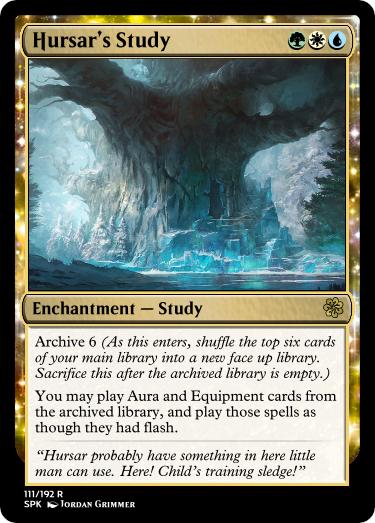 Hursar's Study
Enchantment — Study
Archive 6 (As this enters, shuffle the top six cards
of your main library into a new face up library.
Sacrifice this after the archived library is empty.)
You may play Aura and Equipment cards from
the archived library, and play those spells as
though they had flash.
“Hursar probably have something in here little
man can use. Here! Child's training sledge!”
111/192 R
SPK Jordan Grimmer